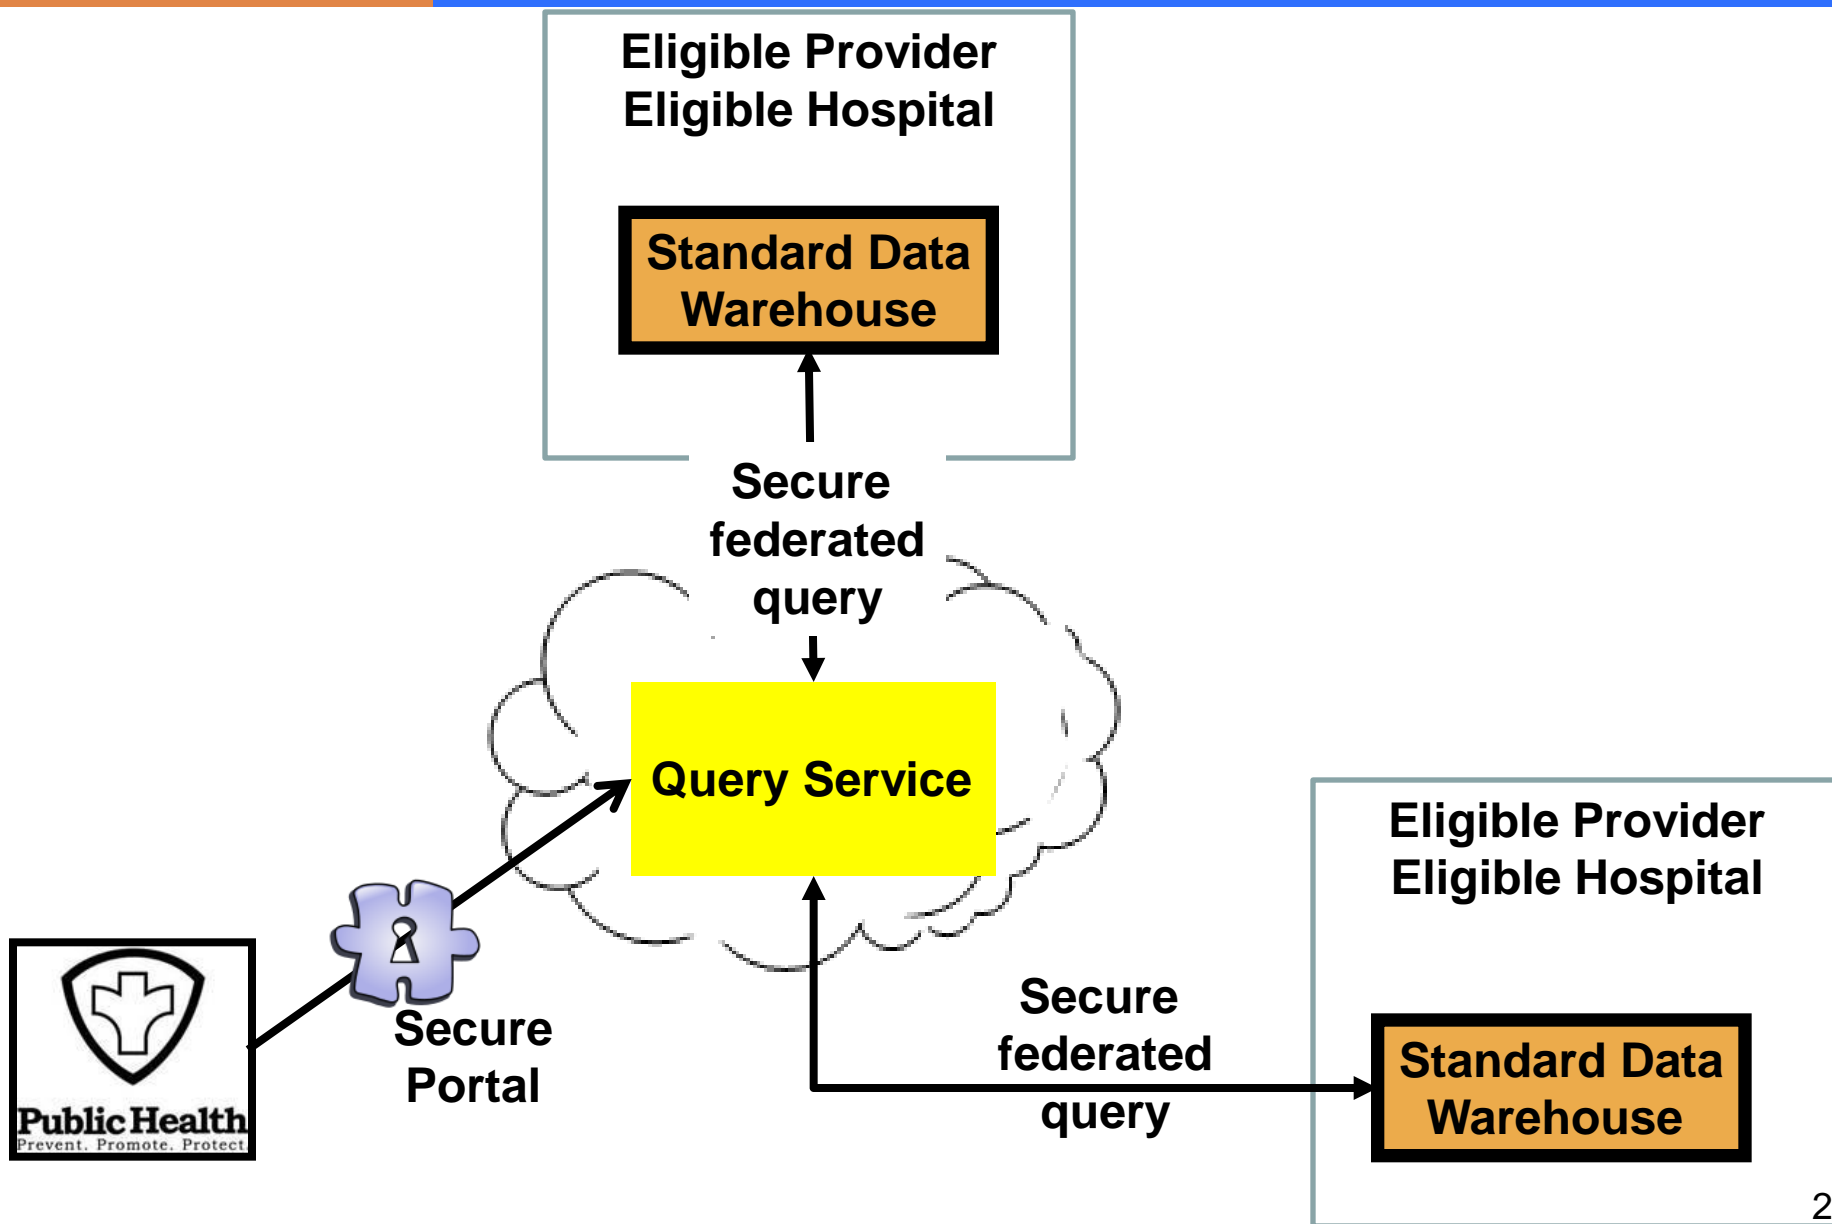 Eligible Provider
Eligible Hospital
Standard Data
Warehouse
Secure
federated
query
Query Service
Eligible Provider
Eligible Hospital
Secure
federated
query
Standard Data
Warehouse
Secure
Portal
Public Health
Prevent. Promote. Protect.
2